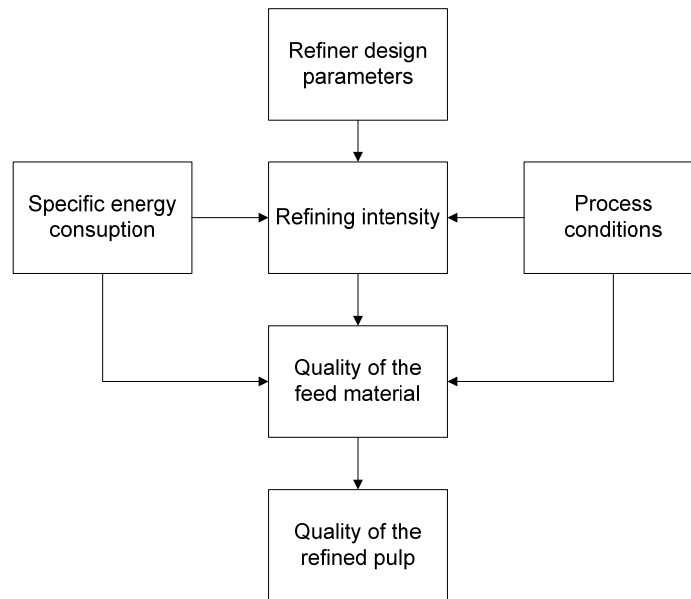 Refiner design
parameters
Specific energy
consuption
Refining intensity
Process
conditions
Quality of the
feed material
Quality of the
refined pulp